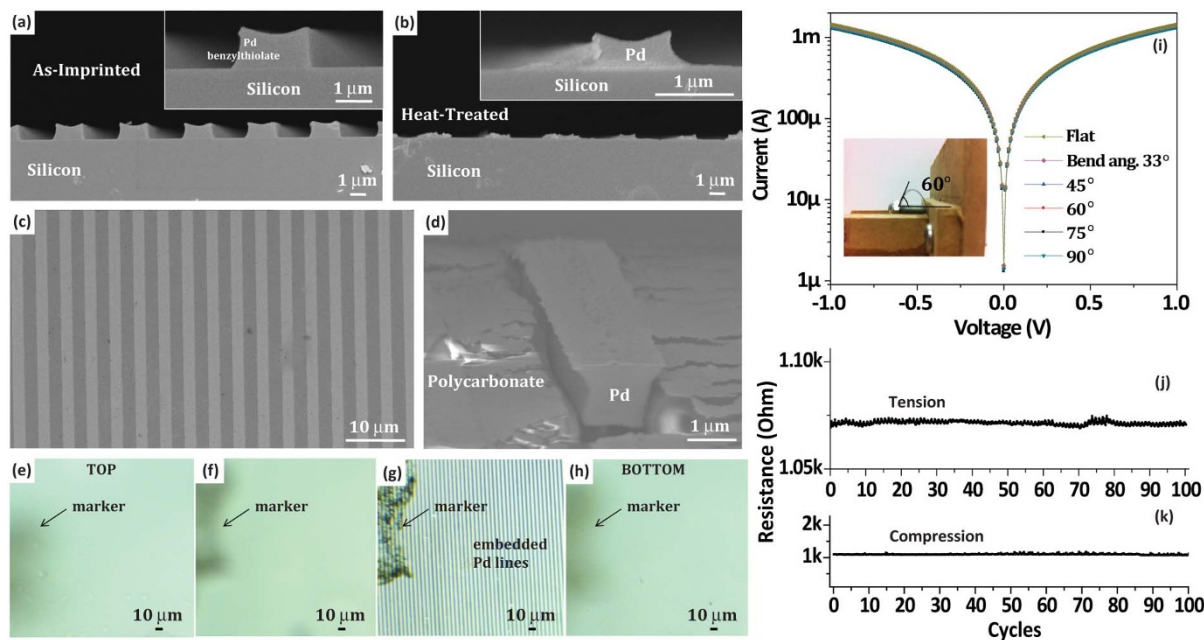 (a)
Pd
benzylthiolate
As-Imprinted
Silicon
1 μm
Silicon
1 μm
(b)
Pd
Silicon
1 μm
Heat-Treated
Silicon
1 μm
(c)
10 μm
(d)
Polycarbonate
Pd
1 μm
(e)
TOP
marker
10 μm
(f)
marker
10 μm
(g)
marker
embedded
Pd lines
10 μm
(h)
BOTTOM
marker
10 μm
(i)
1m
100μ
10μ
1μ
Current (A)
60°
Flat
Bend ang. 33°
45°
60°
75°
90°
-1.0 -0.5 0.0 0.5 1.0
Voltage (V)
Resistance (Ohm)
1.10k
(j)
Tension
1.05k
0 10 20 30 40 50 60 70 80 90 100
2k
(k)
Compression
1k
0 10 20 30 40 50 60 70 80 90 100
Cycles